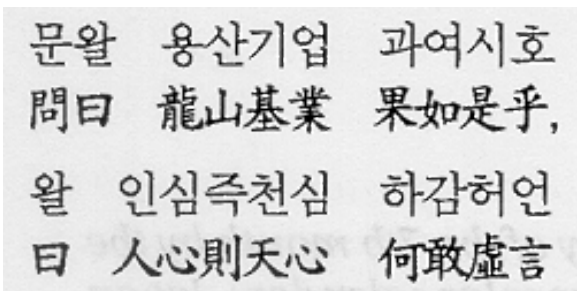 문왈 용산기업 과여시호
問曰 龍山基業 果如是乎,
왈 인심즉천심 하감허언
曰 人心則天心 何敢虛言